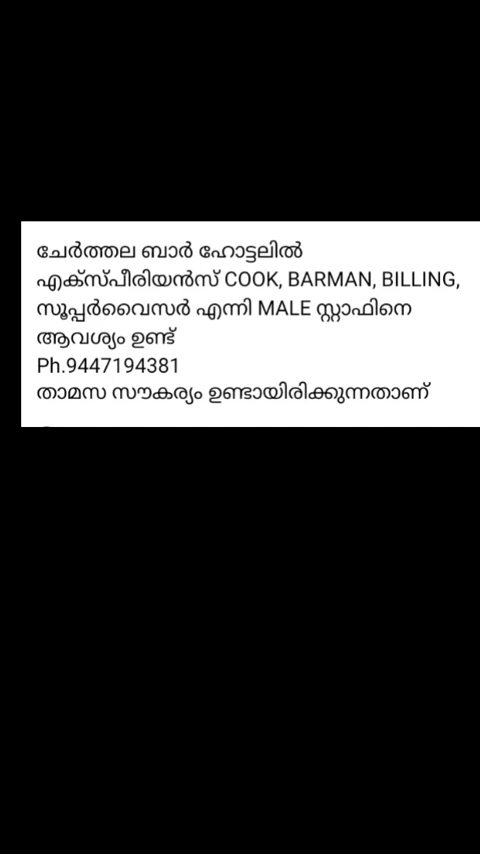 ചേർത്തല ബാർ ഹോട്ടലിൽ
എക്സ്പീരിയൻസ് COOK, BARMAN, BILLING,
സൂപ്പർവൈസർ എന്നി MALE സ്റ്റാഫിനെ
ആവശ്യം ഉണ്ട്
Ph.9447194381
താമസ സൗകര്യം ഉണ്ടായിരിക്കുന്നതാണ്